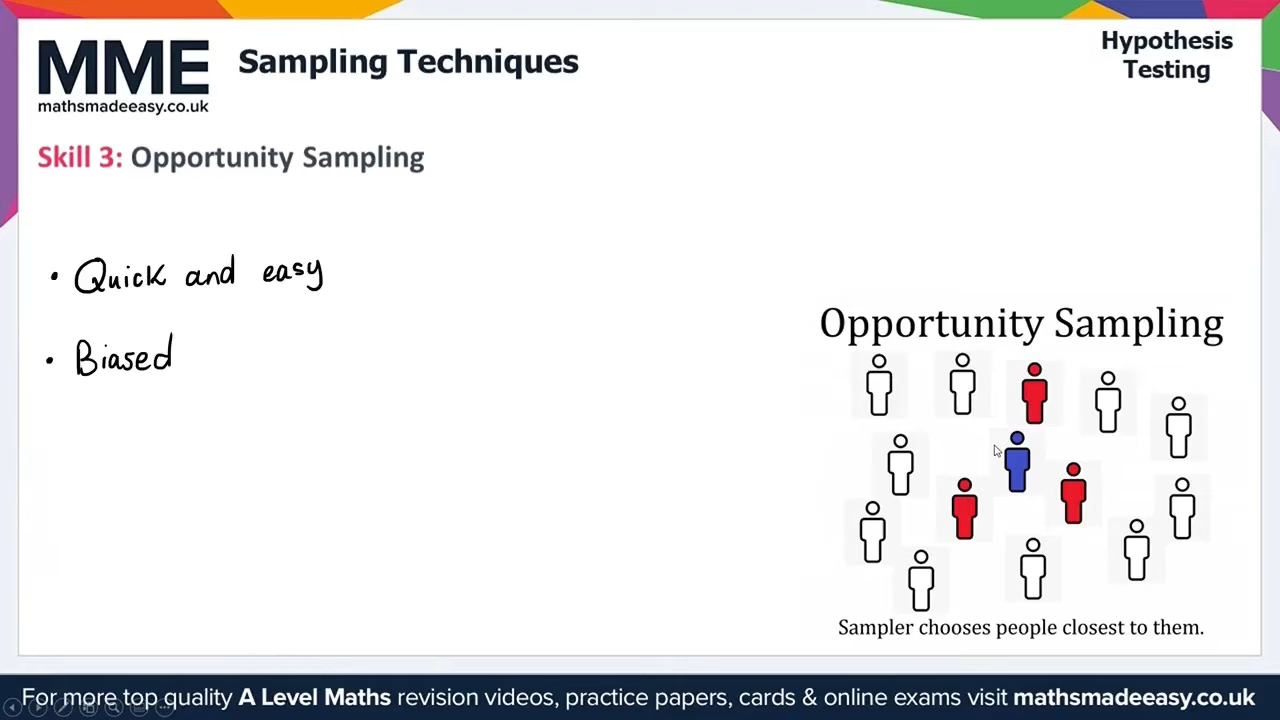 MME
mathsmadeeasy.co.uk
Sampling Techniques
Hypothesis
Testing
Skill 3: Opportunity Sampling
• Quick and easy
• Biased
Opportunity Sampling
Sampler chooses people closest to them.
For more top quality A Level Maths revision videos, practice papers, cards & online exams visit mathsmadeeasy.co.uk